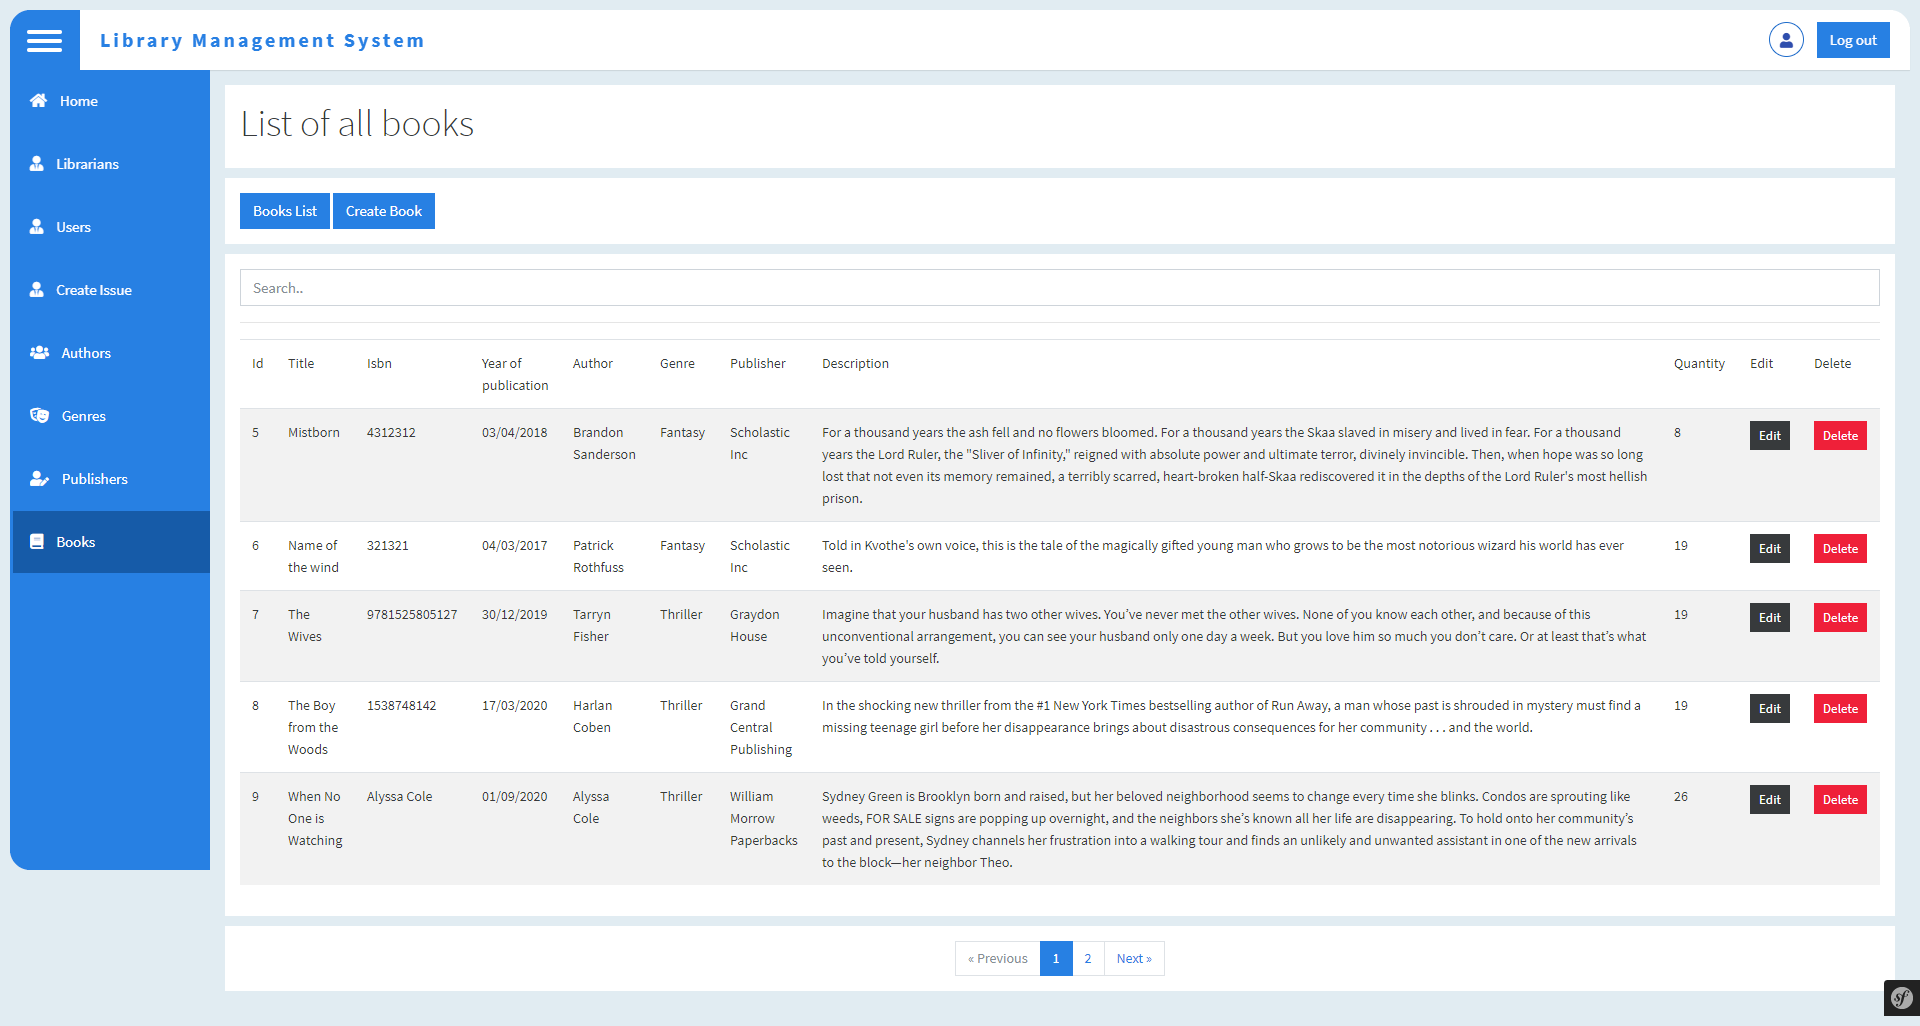 Library Management System
Log out
Home
Librarians
Users
Create Issue
Authors
Genres
Publishers
Books
List of all books
Books List Create Book
Search..
Id Title Isbn Year of publication Author Genre Publisher Description Quantity Edit Delete
5 Mistborn 4312312 03/04/2018 Brandon Sanderson Fantasy Scholastic Inc
For a thousand years the ash fell and no flowers bloomed. For a thousand years the Skaa slaved in misery and lived in fear. For a thousand
years the Lord Ruler, the "Sliver of Infinity," reigned with absolute power and ultimate terror, divinely invincible. Then, when hope was so long
lost that not even its memory remained, a terribly scarred, heart-broken half-Skaa rediscovered it in the depths of the Lord Ruler's most hellish
prison.
8 Edit Delete
6 Name of the wind 321321 04/03/2017 Patrick Rothfuss Fantasy Scholastic Inc
Told in Kvothe's own voice, this is the tale of the magically gifted young man who grows to be the most notorious wizard his world has ever
seen.
19 Edit Delete
7 The Wives 9781525805127 30/12/2019 Tarryn Fisher Thriller Graydon House
Imagine that your husband has two other wives. You’ve never met the other wives. None of you know each other, and because of this
unconventional arrangement, you can see your husband only one day a week. But you love him so much you don’t care. Or at least that’s what
you’ve told yourself.
19 Edit Delete
8 The Boy from the Woods 1538748142 17/03/2020 Harlan Coben Thriller Grand Central Publishing
In the shocking new thriller from the #1 New York Times bestselling author of Run Away, a man whose past is shrouded in mystery must find a
missing teenage girl before her disappearance brings about disastrous consequences for her community . . . and the world.
19 Edit Delete
9 When No One is Watching Alyssa Cole 01/09/2020 Alyssa Cole Thriller William Morrow Paperbacks
Sydney Green is Brooklyn born and raised, but her beloved neighborhood seems to change every time she blinks. Condos are sprouting like
weeds, FOR SALE signs are popping up overnight, and the neighbors she’s known all her life are disappearing. To hold onto her community’s
past and present, Sydney channels her frustration into a walking tour and finds an unlikely and unwanted assistant in one of the new arrivals
to the block—her neighbor Theo.
26 Edit Delete
« Previous 1 2 Next »
sf